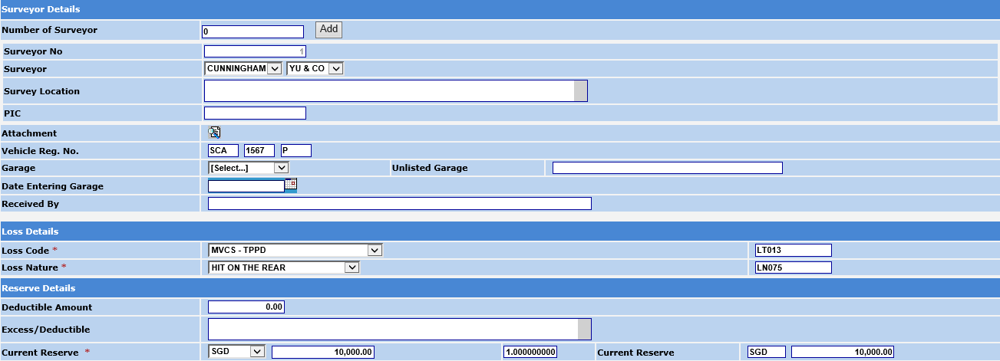 Surveyor Details
Number of Surveyor 0 Add
Surveyor No 1
Surveyor CUNNINGHAM YU & CO
Survey Location
PIC
Attachment
Vehicle Reg. No. SCA 1567 P
Garage [Select...] Unlisted Garage
Date Entering Garage
Received By
Loss Details
Loss Code * MVCS - TPPD LT013
Loss Nature * HIT ON THE REAR LN075
Reserve Details
Deductible Amount 0.00
Excess/Deductible
Current Reserve * SGD 10,000.00 1.000000000 Current Reserve SGD 10,000.00